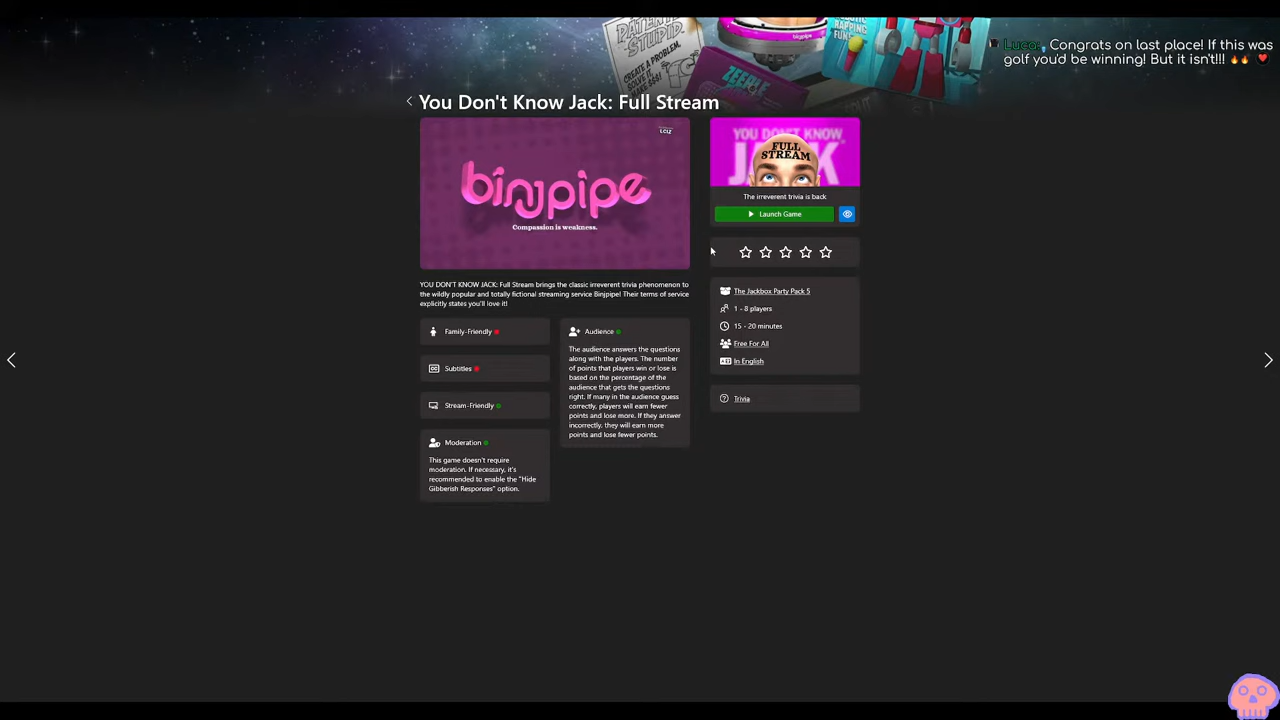 PATENTLY
STUPID
CREATE A PROBLEM.
ZEEPLE
binjpipe
Luca: Congrats on last place! If this was
golf you'd be winning! But it isn't!!! 🔥🔥 ❤️
You Don't Know Jack: Full Stream
binjpipe
Compassion is weakness.
YOU DON'T KNOW
JACK
FULL
STREAM
The irreverent trivia is back
Launch Game
YOU DON'T KNOW JACK: Full Stream brings the classic irreverent trivia phenomenon to
the wildly popular and totally fictional streaming service Binjpipe! Their terms of service
explicitly states you'll love it!
Family-Friendly
Subtitles
Stream-Friendly
Moderation
This game doesn't require
moderation. If necessary, it's
recommended to enable the "Hide
Gibberish Responses" option.
Audience
The audience answers the questions
along with the players. The number
of points that players win or lose is
based on the percentage of the
audience that gets the questions
right. If many in the audience guess
correctly, players will earn fewer
points and lose more. If they answer
incorrectly, they will earn more
points and lose fewer points.
The Jackbox Party Pack 5
1 - 8 players
15 - 20 minutes
Free For All
In English
Trivia